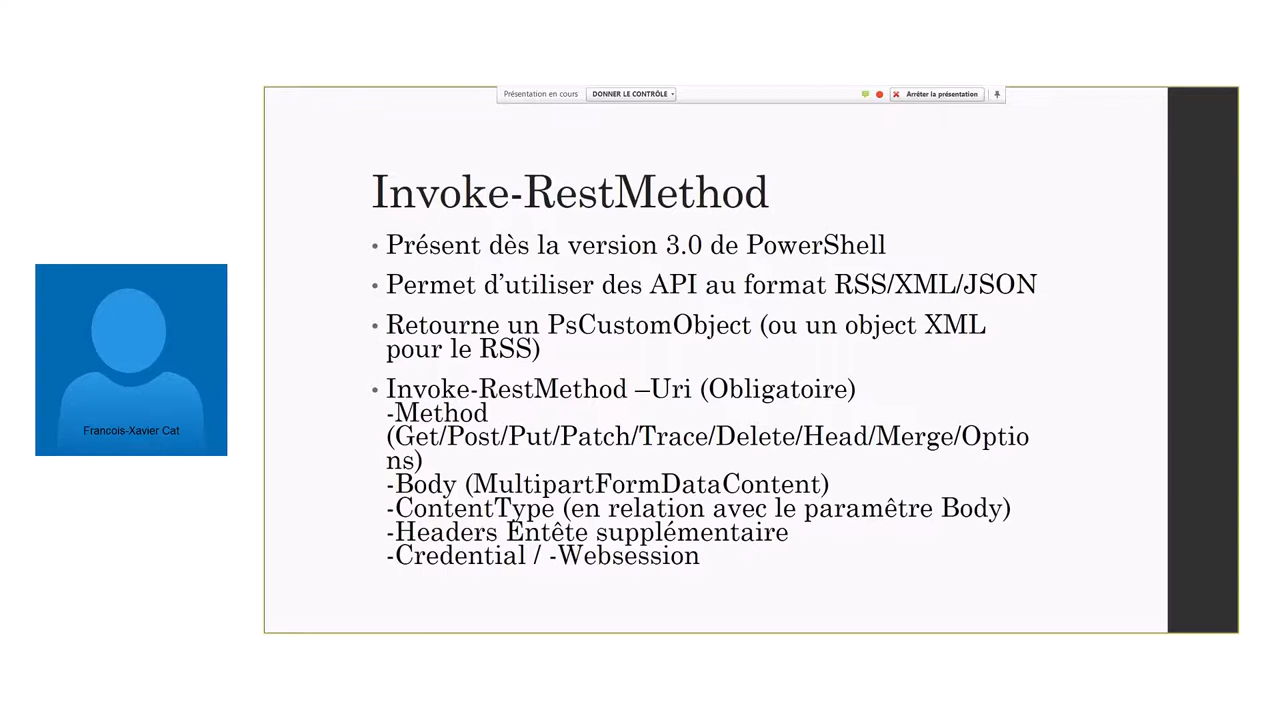 Présentation en cours DONNER LE CONTRÔLE Arrêter la présentation
Invoke-RestMethod
• Présent dès la version 3.0 de PowerShell
• Permet d’utiliser des API au format RSS/XML/JSON
• Retourne un PsCustomObject (ou un object XML
pour le RSS)
• Invoke-RestMethod –Uri (Obligatoire)
-Method
(Get/Post/Put/Patch/Trace/Delete/Head/Merge/Optio
ns)
-Body (MultipartFormDataContent)
-ContentType (en relation avec le paramêtre Body)
-Headers Entête supplémentaire
-Credential / -Websession
Francois-Xavier Cat